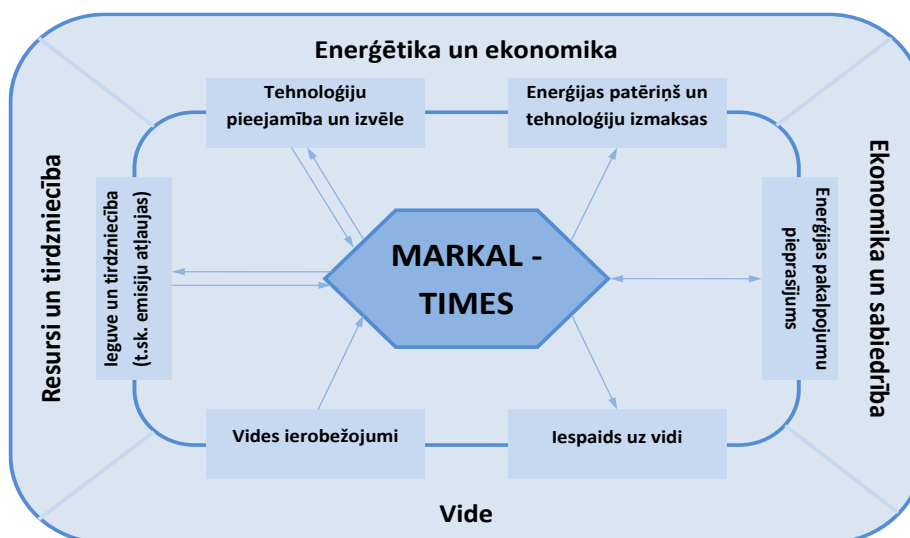 Enerģētika un ekonomika
Tehnoloģiju
pieejamība un izvēle
Enerģijas patēriņš un
tehnoloģiju izmaksas
Resursi un tirdzniecība
Ieguve un tirdzniecība
(t.sk. emisiju atļaujas)
MARKAL -
TIMES
Enerģijas pakalpojumu
pieprasījums
Ekonomika un sabiedrība
Vides ierobežojumi
Iespaids uz vidi
Vide